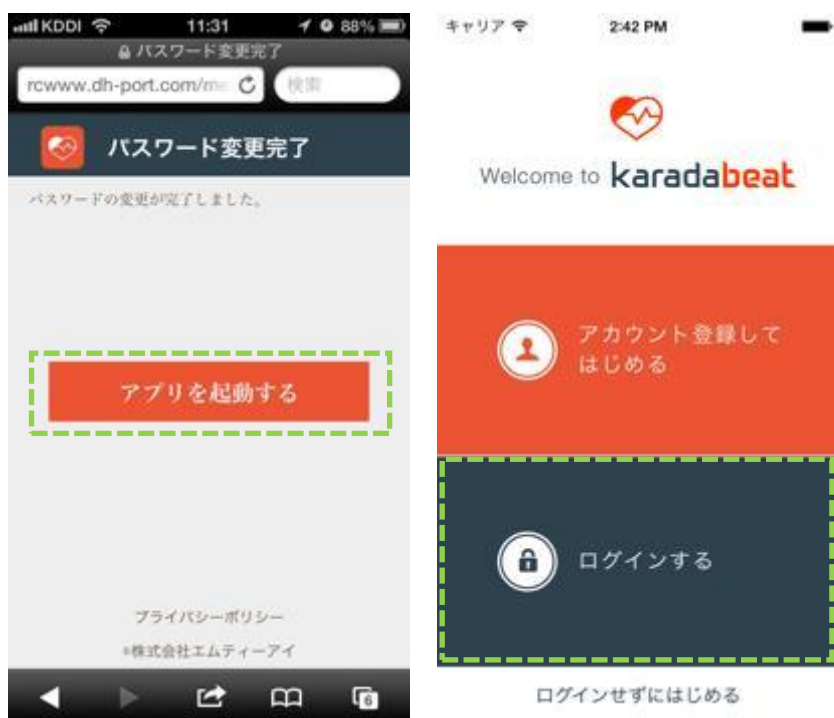 KDDI 11:31 88%
パスワード変更完了
rcwww.dh-port.com/me 検索
パスワード変更完了
パスワードの変更が完了しました。
アプリを起動する
プライバシーポリシー
©株式会社エムティーアイ
6
キャリア 2:42 PM
Welcome to karadabeat
アカウント登録して
はじめる
ログインする
ログインせずにはじめる